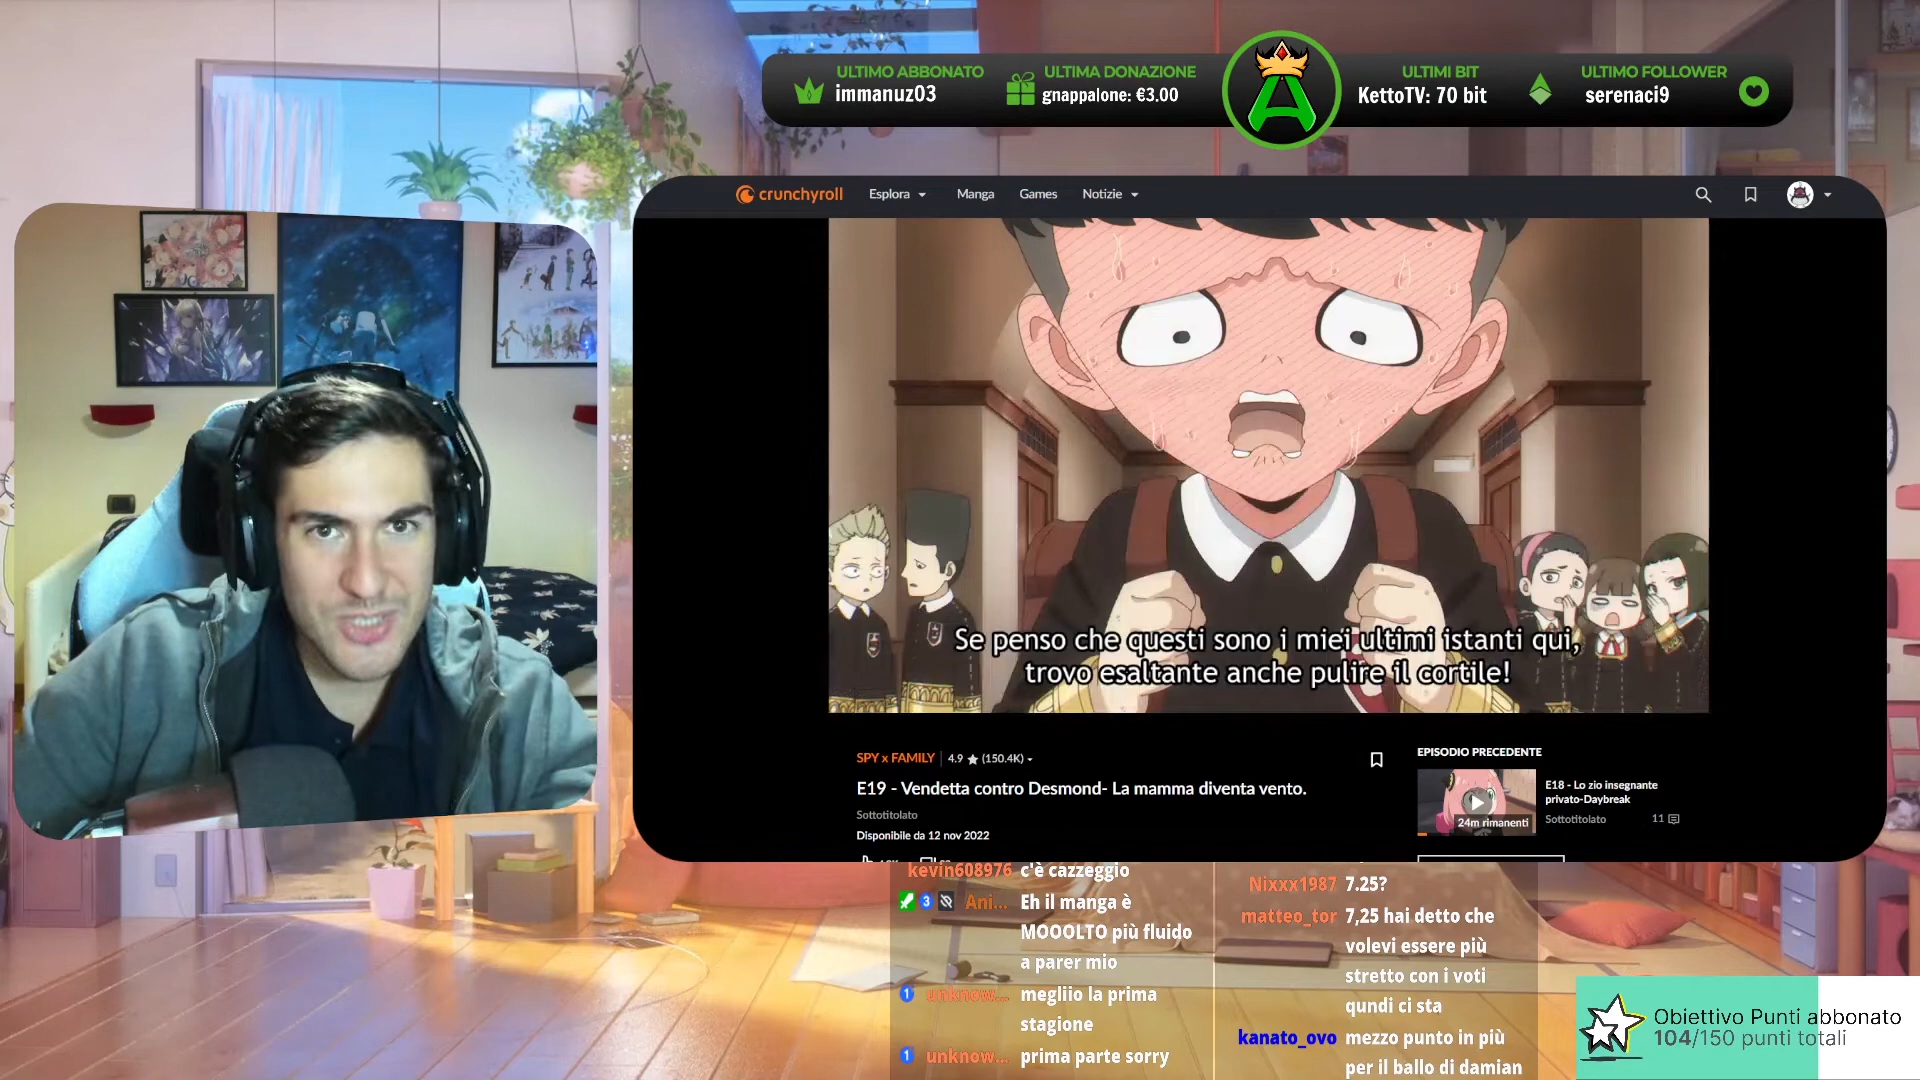 ULTIMO ABBONATO
immanuz03
ULTIMA DONAZIONE
gnappalone: €3.00
ULTIMI BIT
KettoTV: 70 bit
ULTIMO FOLLOWER
serenaci9
crunchyroll
Esplora
Manga
Games
Notizie
Se penso che questi sono i miei ultimi istanti qui,
trovo esaltante anche pulire il cortile!
SPY x FAMILY
4.9 ★ (150.4K)
E19 - Vendetta contro Desmond- La mamma diventa vento.
Sottotitolato
Disponibile da 12 nov 2022
EPISODIO PRECEDENTE
24m rimanenti
E18 - Lo zio insegnante
privato-Daybreak
Sottotitolato
11
kevin608976 c'è cazzeggio
3 Ani... Eh il manga è
MOOOLTO più fluido
a parer mio
1 unknow... megliio la prima
stagione
1 unknow... prima parte sorry
Nixxx1987 7.25?
matteo_tor 7,25 hai detto che
volevi essere più
stretto con i voti
qundi ci sta
kanato_ovo mezzo punto in più
per il ballo di damian
Obiettivo Punti abbonato
104/150 punti totali